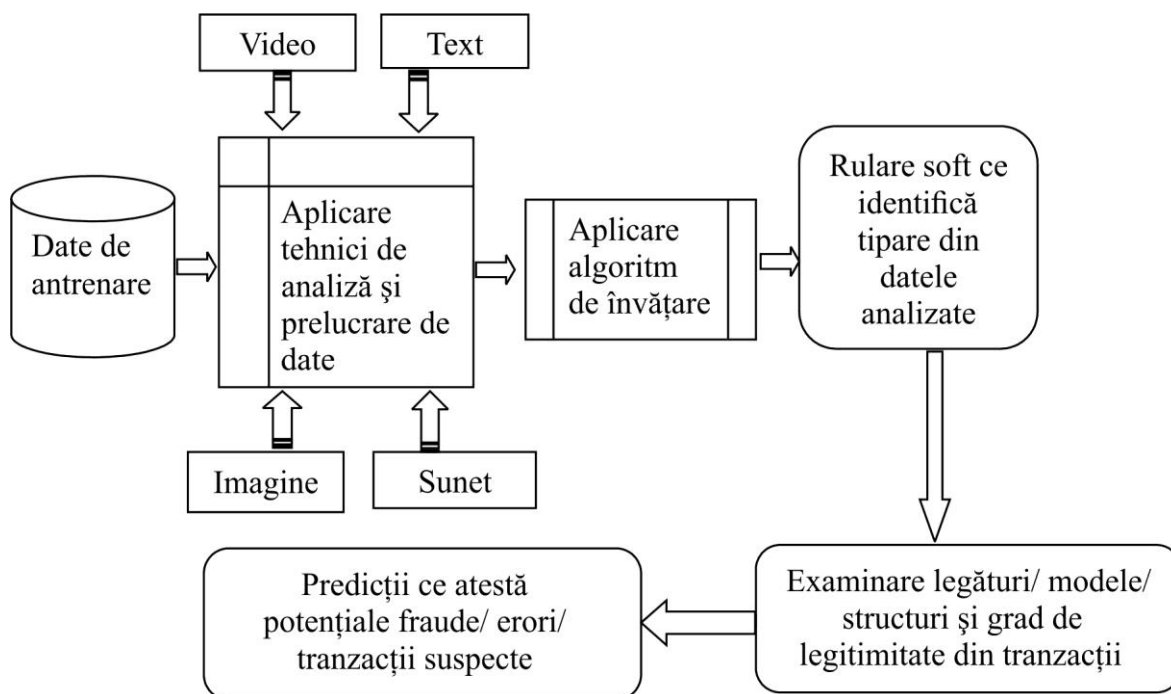 Video
Text
Date de
antrenare
Aplicare
tehnici de
analiză şi
prelucrare de
date
Aplicare
algoritm
de învățare
Rulare soft ce
identifică
tipare din
datele
analizate
Imagine
Sunet
Examinare legături/ modele/
structuri şi grad de
legitimitate din tranzacții
Predicții ce atestă
potențiale fraude/ erori/
tranzacții suspecte